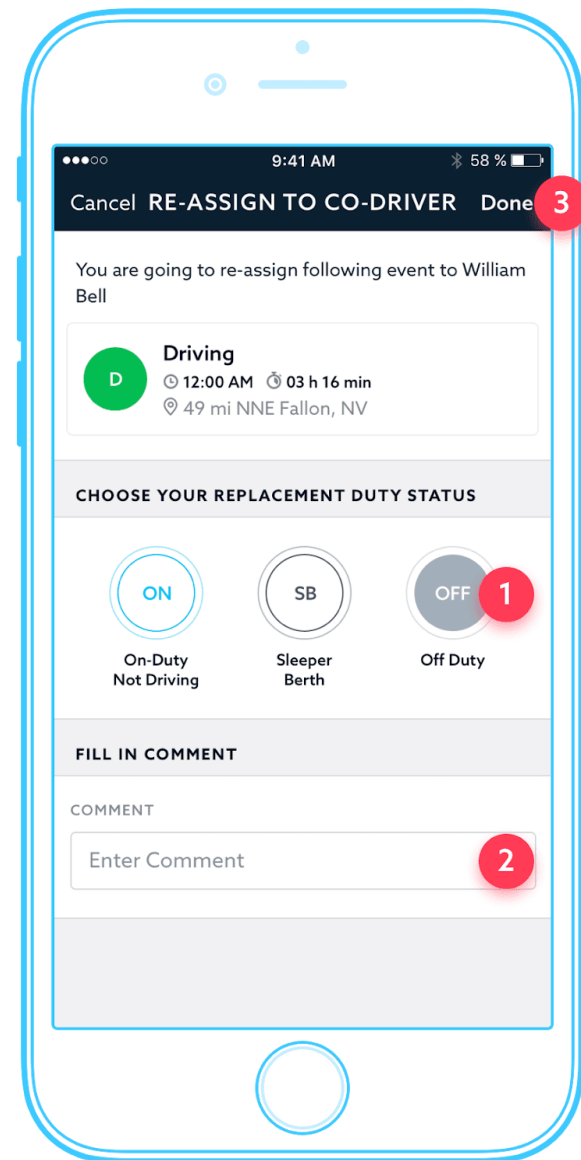 9:41 AM 58 %
Cancel RE-ASSIGN TO CO-DRIVER Done 3
You are going to re-assign following event to William
Bell
Driving
D 12:00 AM 03 h 16 min
49 mi NNE Fallon, NV
CHOOSE YOUR REPLACEMENT DUTY STATUS
ON SB OFF 1
On-Duty Sleeper Off Duty
Not Driving Berth
FILL IN COMMENT
COMMENT
Enter Comment 2